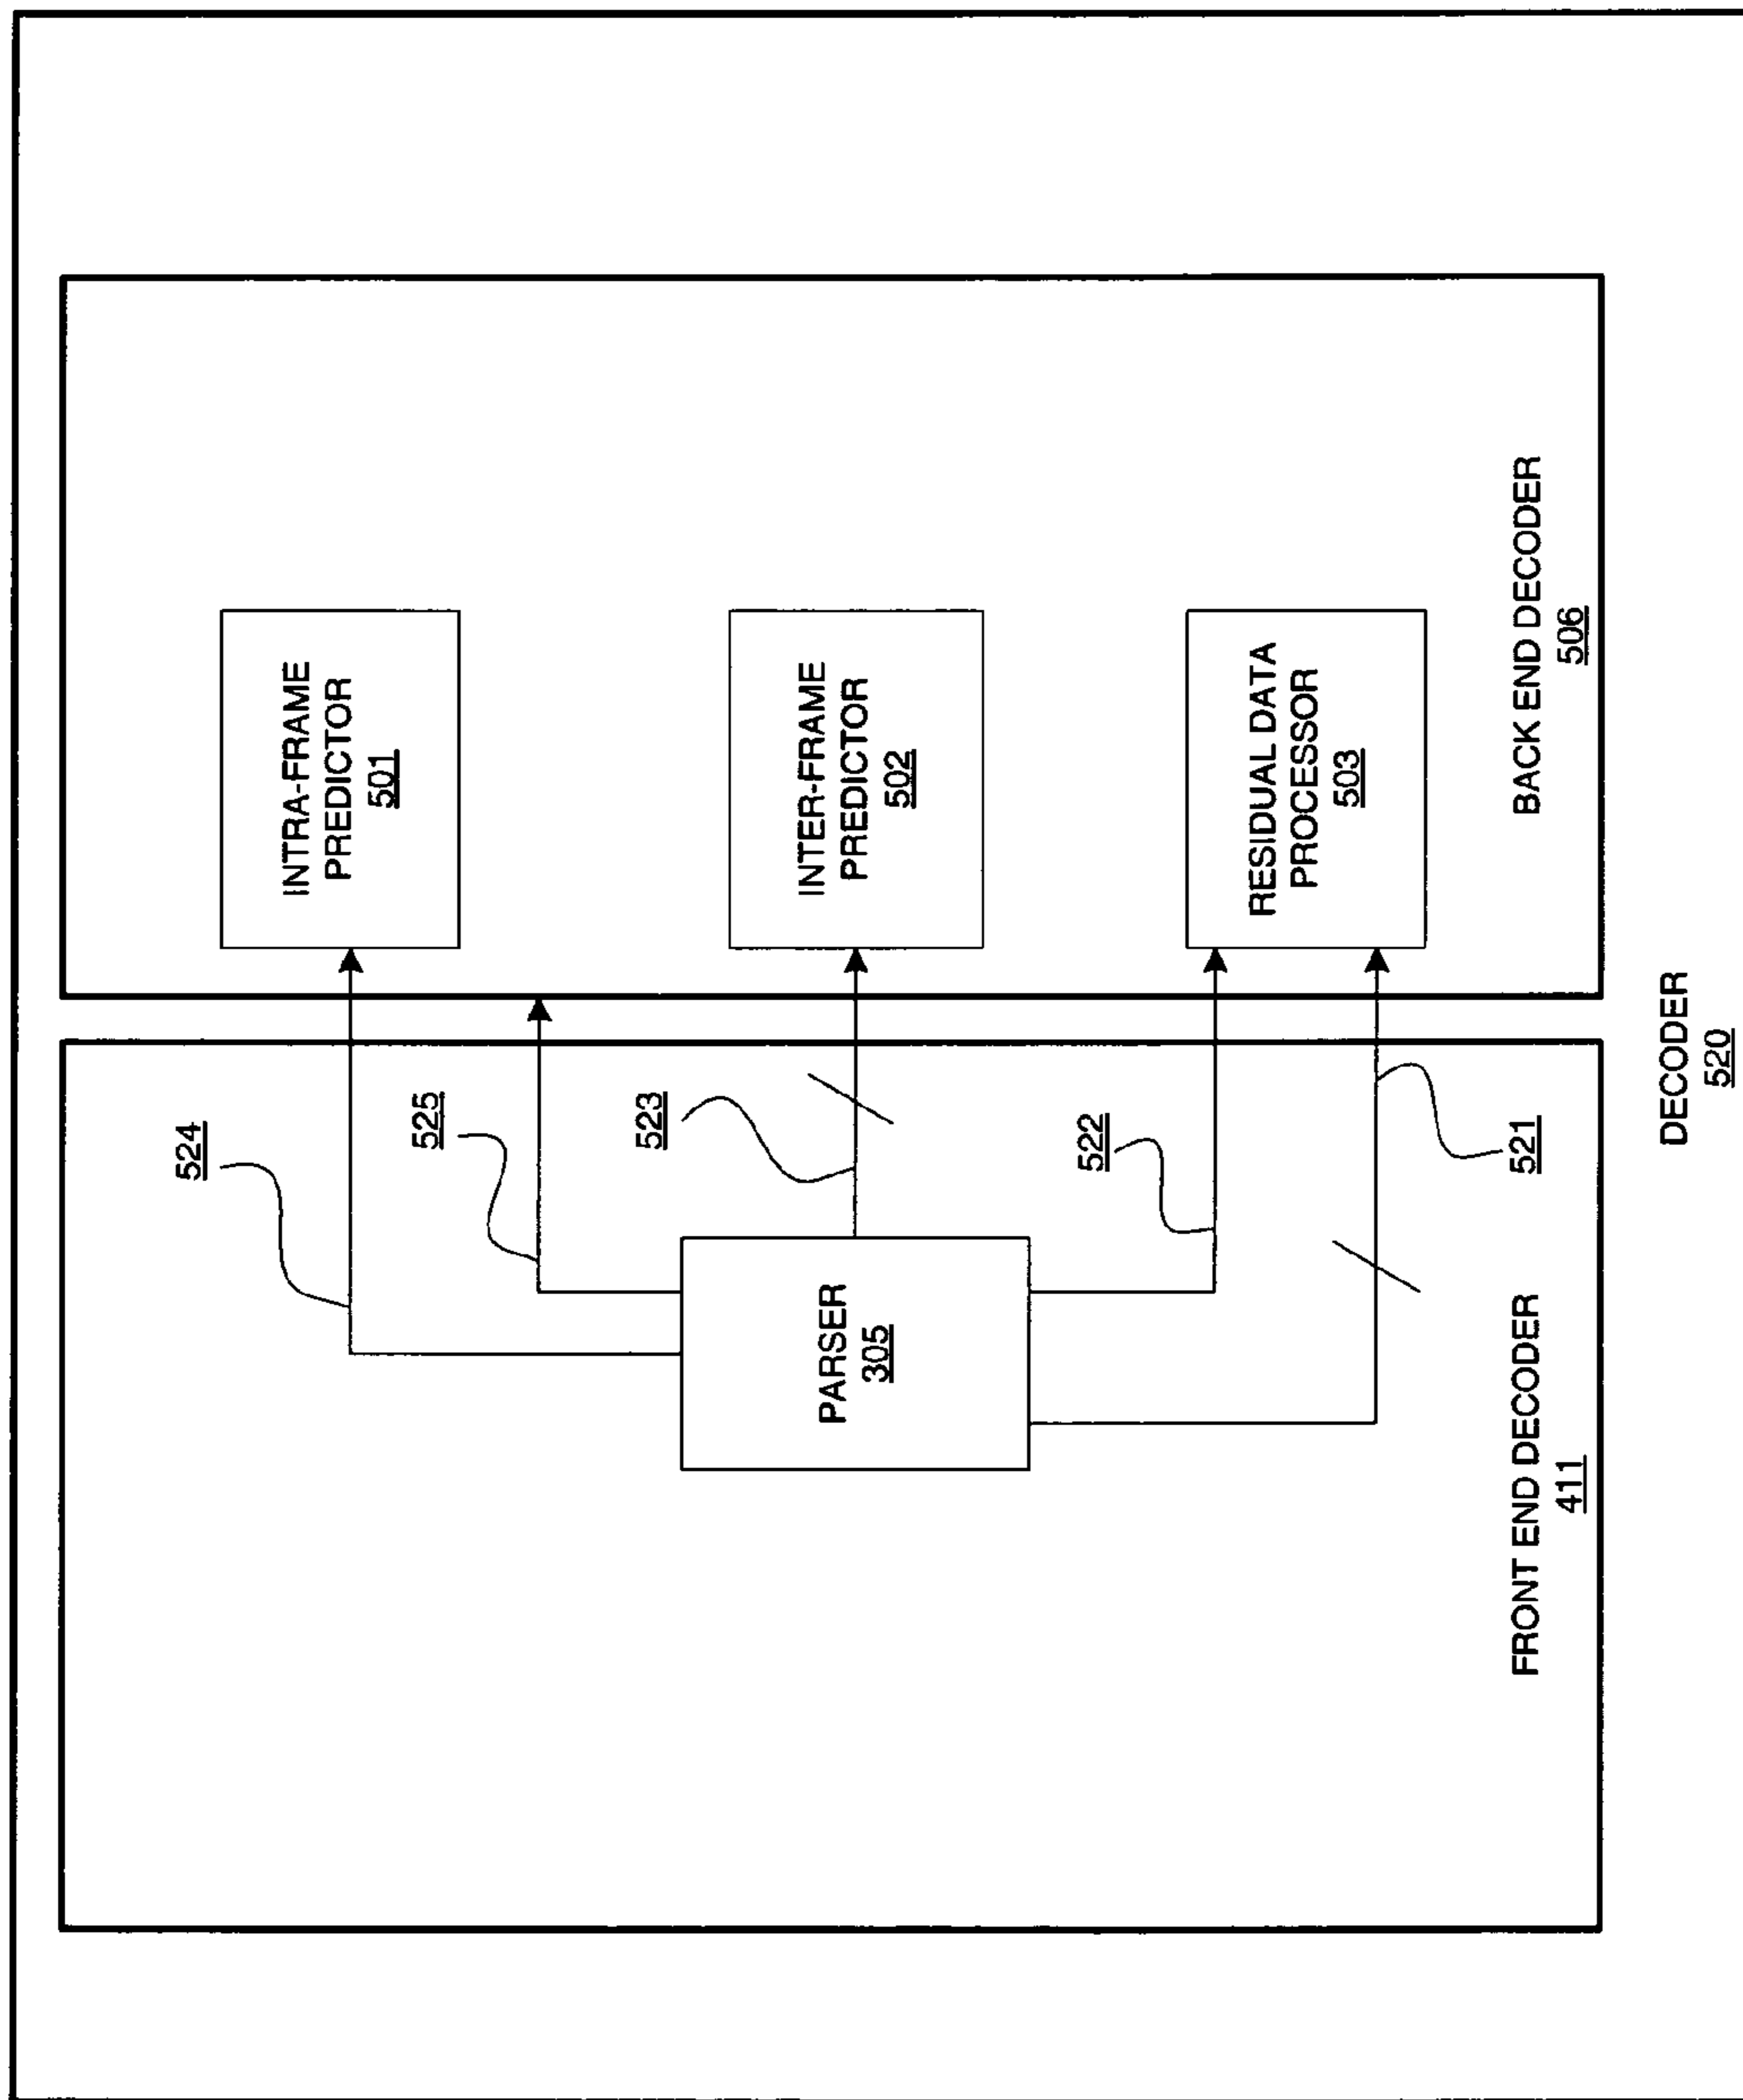 524
525
523
522
521
PARSER
305
FRONT END DECODER
411
INTRA-FRAME
PREDICTOR
501
INTER-FRAME
PREDICTOR
502
RESIDUAL DATA
PROCESSOR
503
BACK END DECODER
506
DECODER
520